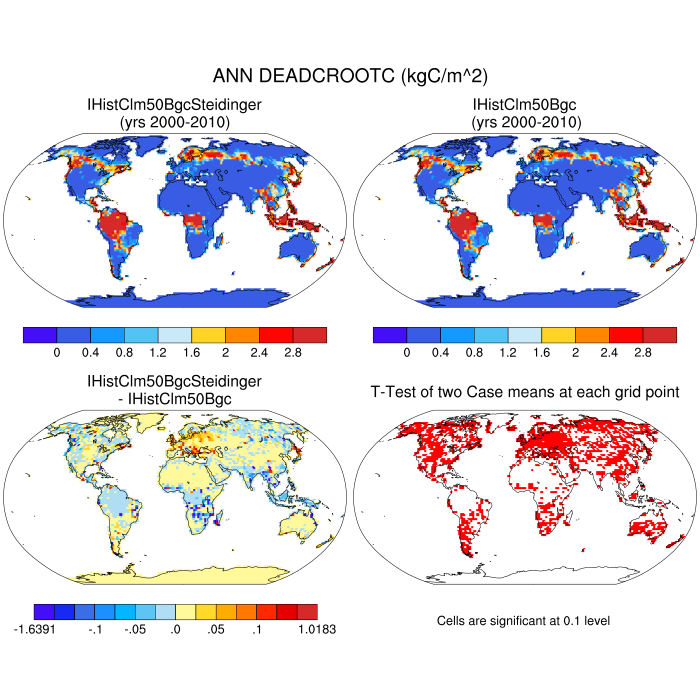 ANN DEADCROOTC (kgC/m^2)
IHistClm50BgcSteidinger
(yrs 2000-2010)
IHistClm50Bgc
(yrs 2000-2010)
0 0.4 0.8 1.2 1.6 2 2.4 2.8
0 0.4 0.8 1.2 1.6 2 2.4 2.8
IHistClm50BgcSteidinger
- IHistClm50Bgc
T-Test of two Case means at each grid point
-1.6391 -.1 -.05 .0 .05 .1 1.0183
Cells are significant at 0.1 level